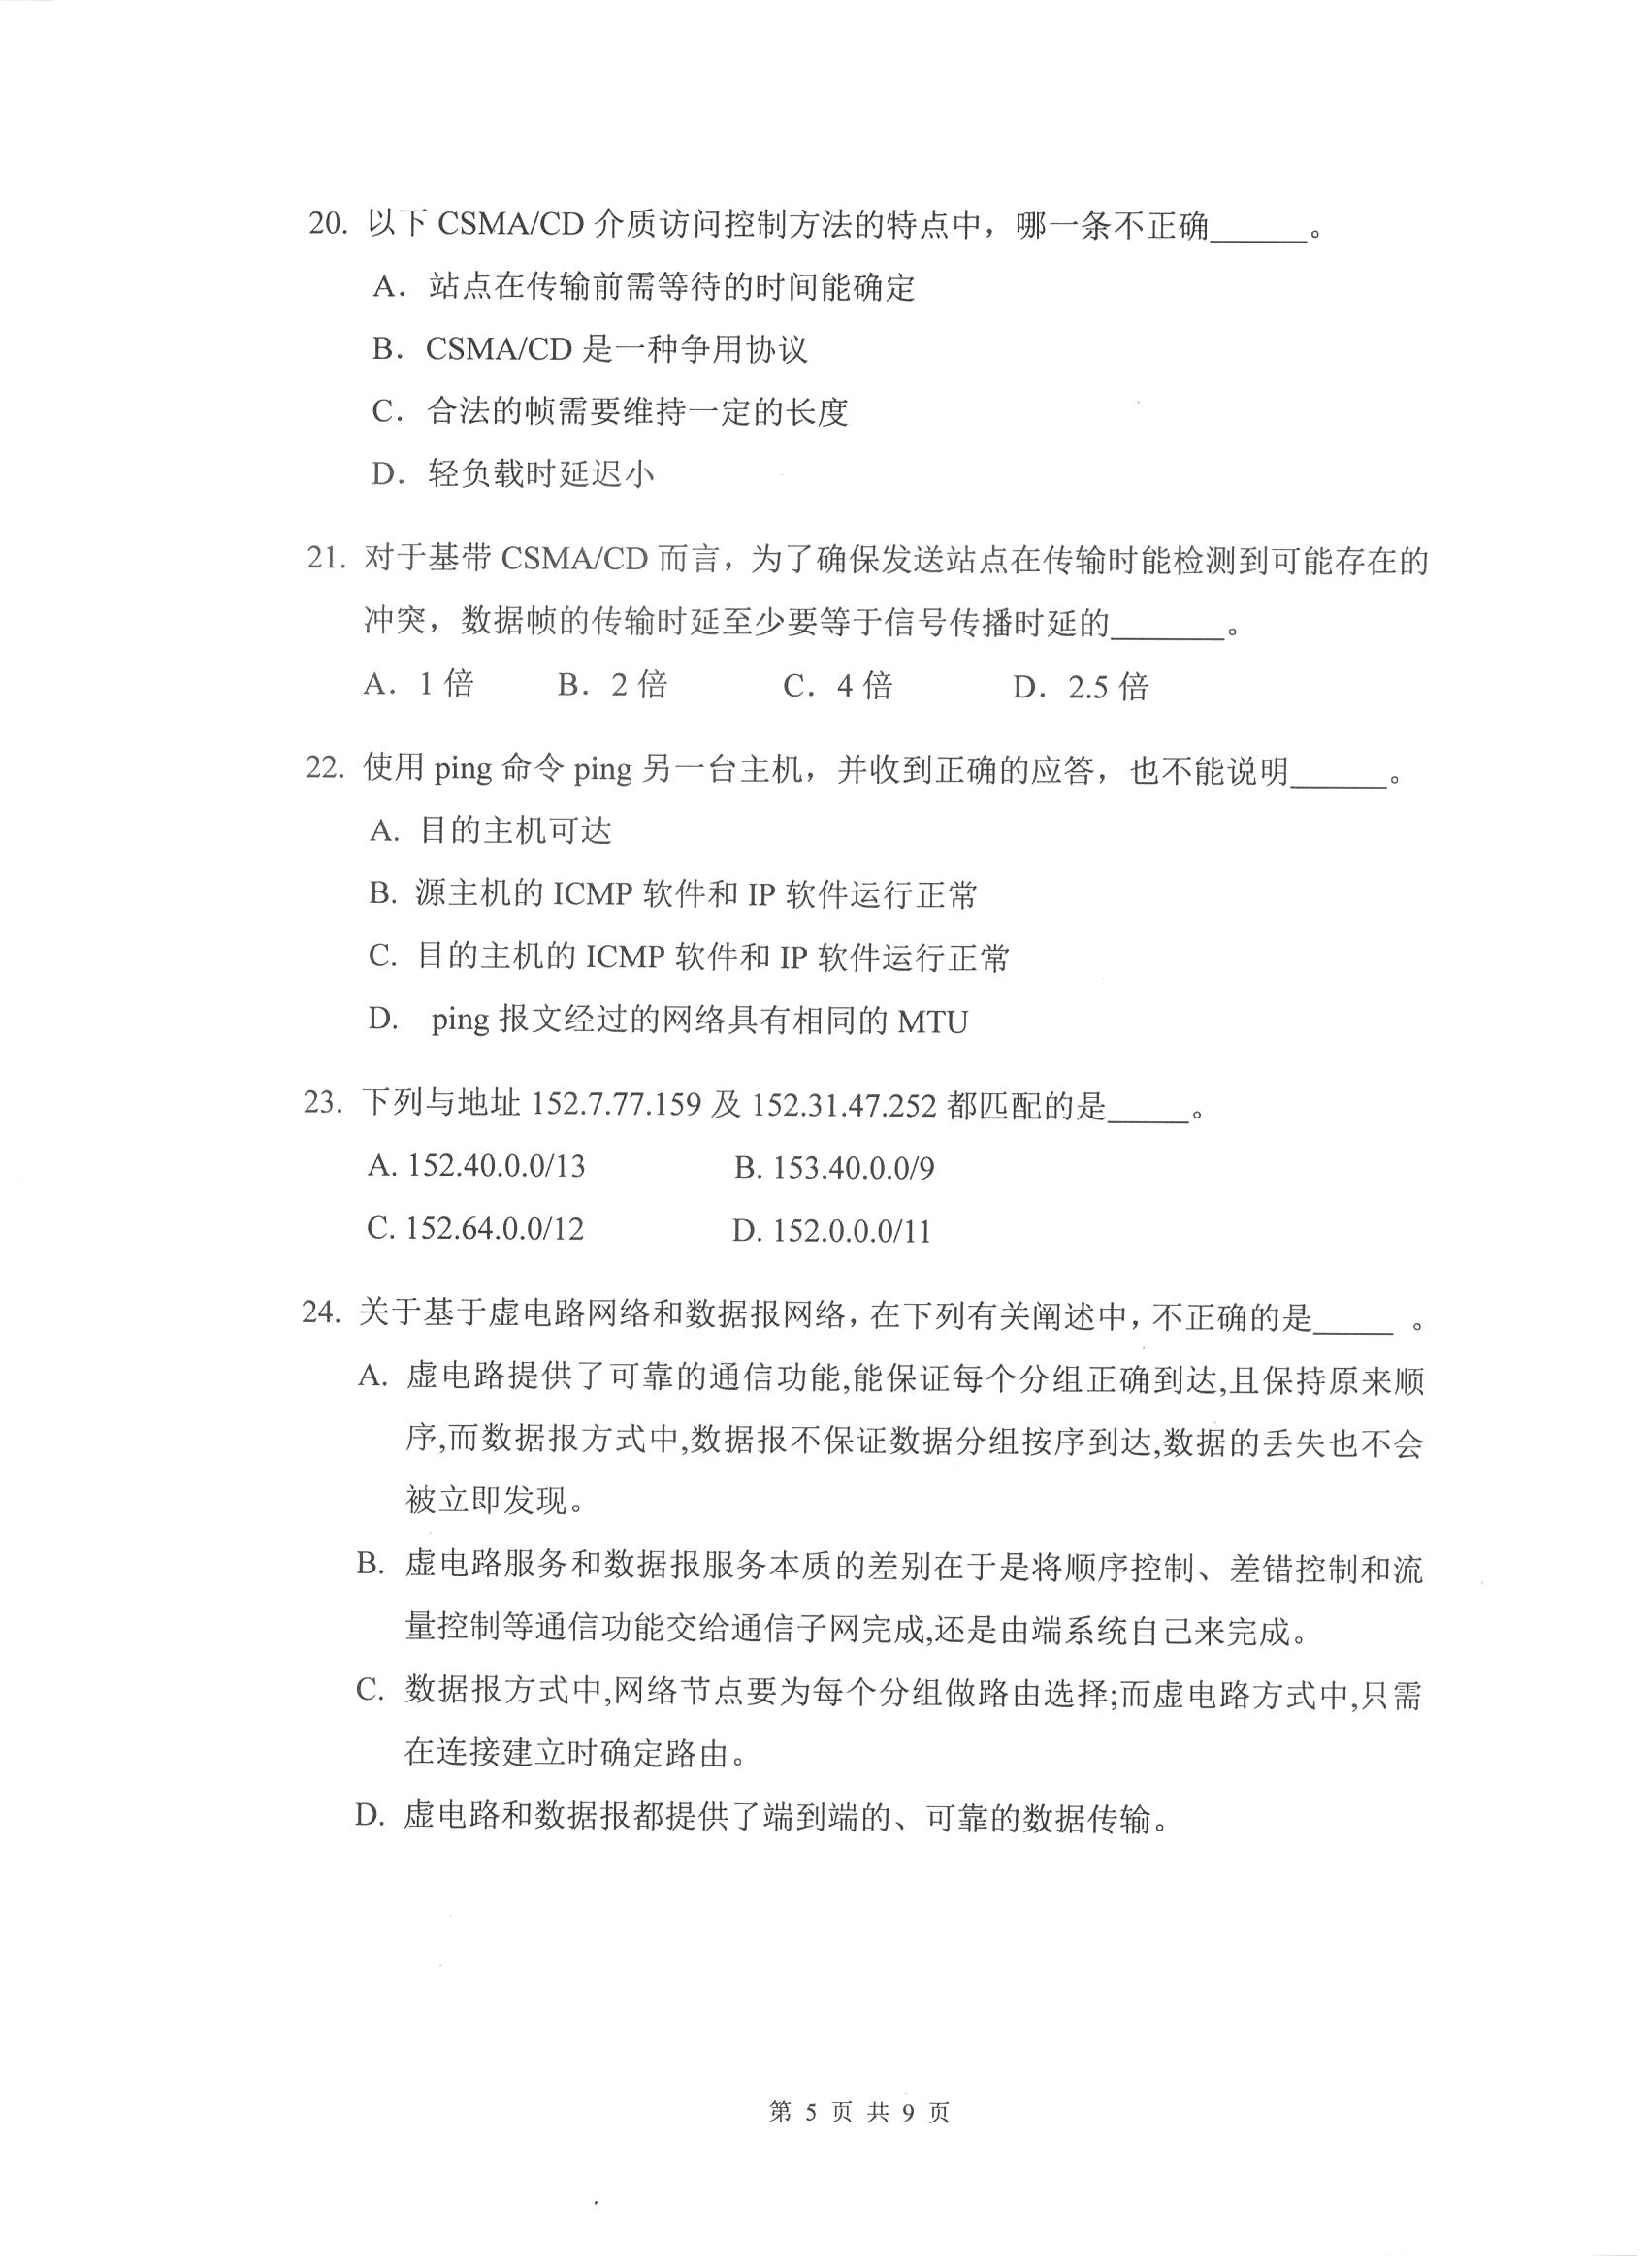 20. 以下 CSMA/CD 介质访问控制方法的特点中，哪一条不正确______。
A．站点在传输前需等待的时间能确定
B．CSMA/CD 是一种争用协议
C．合法的帧需要维持一定的长度
D．轻负载时延迟小
21. 对于基带 CSMA/CD 而言，为了确保发送站点在传输时能检测到可能存在的
冲突，数据帧的传输时延至少要等于信号传播时延的_______。
A．1 倍 B．2 倍 C．4 倍 D．2.5 倍
22. 使用 ping 命令 ping 另一台主机，并收到正确的应答，也不能说明______。
A. 目的主机可达
B. 源主机的 ICMP 软件和 IP 软件运行正常
C. 目的主机的 ICMP 软件和 IP 软件运行正常
D. ping 报文经过的网络具有相同的 MTU
23. 下列与地址 152.7.77.159 及 152.31.47.252 都匹配的是_____。
A. 152.40.0.0/13 B. 153.40.0.0/9
C. 152.64.0.0/12 D. 152.0.0.0/11
24. 关于基于虚电路网络和数据报网络，在下列有关阐述中，不正确的是_____ 。
A. 虚电路提供了可靠的通信功能,能保证每个分组正确到达,且保持原来顺
序,而数据报方式中,数据报不保证数据分组按序到达,数据的丢失也不会
被立即发现。
B. 虚电路服务和数据报服务本质的差别在于是将顺序控制、差错控制和流
量控制等通信功能交给通信子网完成,还是由端系统自己来完成。
C. 数据报方式中,网络节点要为每个分组做路由选择;而虚电路方式中,只需
在连接建立时确定路由。
D. 虚电路和数据报都提供了端到端的、可靠的数据传输。
第 5 页 共 9 页